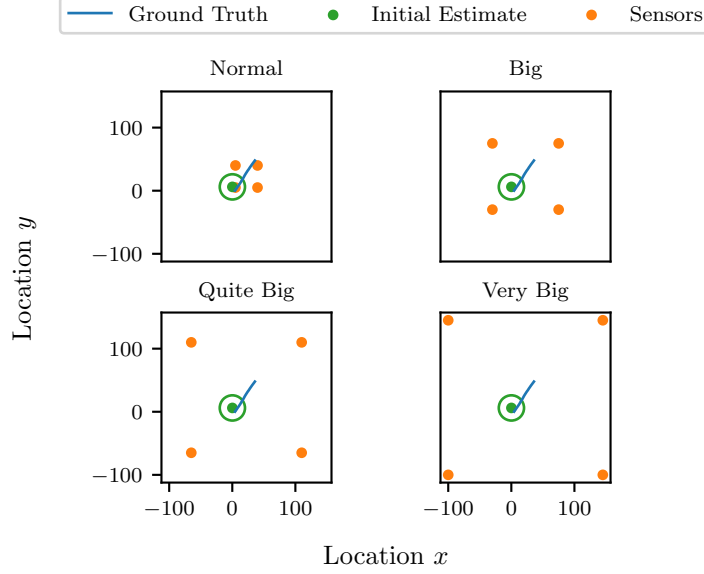 Ground Truth Initial Estimate Sensors
Normal Big
100
0
−100
Quite Big Very Big
100
0
−100
−100 0 100 −100 0 100
Location y
Location x